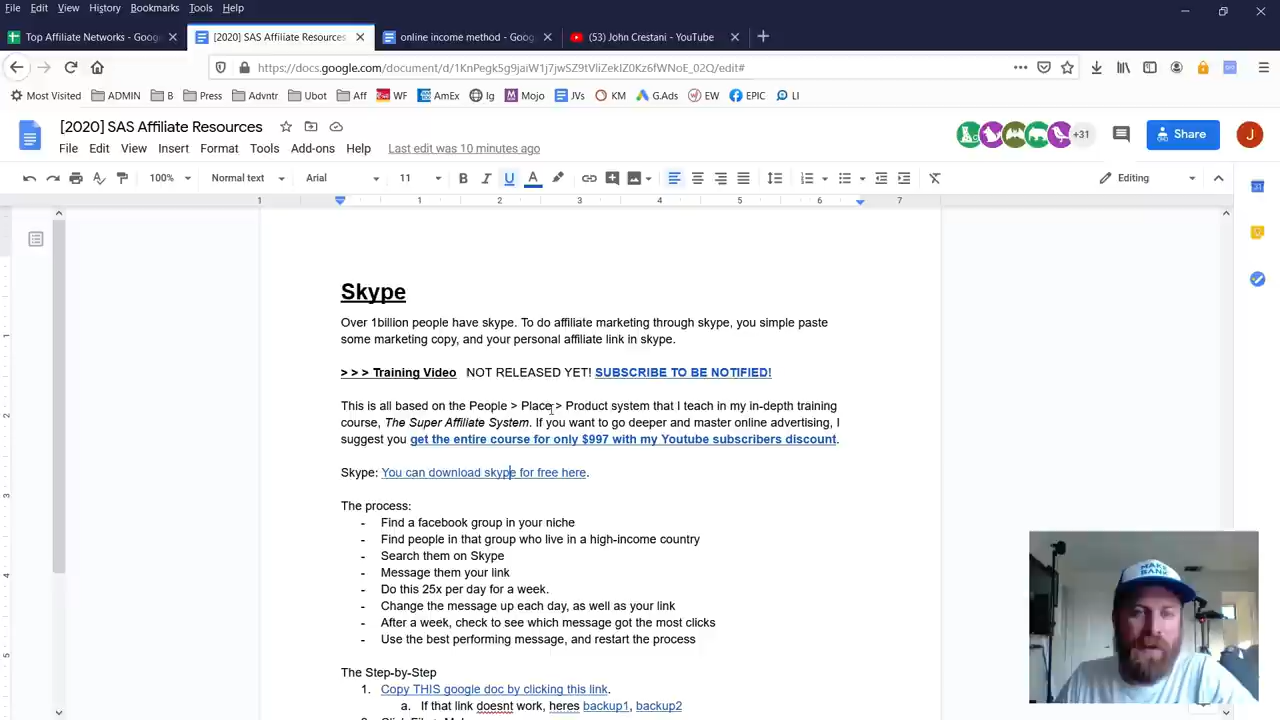 File Edit View History Bookmarks Tools Help
Top Affiliate Networks - Goog
[2020] SAS Affiliate Resources
online income method - Goog
(53) John Crestani - YouTube
https://docs.google.com/document/d/1KnPegk5g9jaiW1j7jwSZ9tVliZekIZ0Kz6fWNoE_02Q/edit#
Most Visited ADMIN B Press Advntr Ubot Aff WF AmEx Ig Mojo JVs KM G.Ads EW EPIC LI
[2020] SAS Affiliate Resources
+31
Share
J
File Edit View Insert Format Tools Add-ons Help Last edit was 10 minutes ago
100% Normal text Arial 11 B I U A Editing
1 1 2 3 4 5 6 7
Skype
Over 1billion people have skype. To do affiliate marketing through skype, you simple paste
some marketing copy, and your personal affiliate link in skype.
> > > Training Video NOT RELEASED YET! SUBSCRIBE TO BE NOTIFIED!
This is all based on the People > Place > Product system that I teach in my in-depth training
course, The Super Affiliate System. If you want to go deeper and master online advertising, I
suggest you get the entire course for only $997 with my Youtube subscribers discount.
Skype: You can download skype for free here.
The process:
- Find a facebook group in your niche
- Find people in that group who live in a high-income country
- Search them on Skype
- Message them your link
- Do this 25x per day for a week.
- Change the message up each day, as well as your link
- After a week, check to see which message got the most clicks
- Use the best performing message, and restart the process
The Step-by-Step
1. Copy THIS google doc by clicking this link.
a. If that link doesnt work, heres backup1, backup2
MAKE
BANK